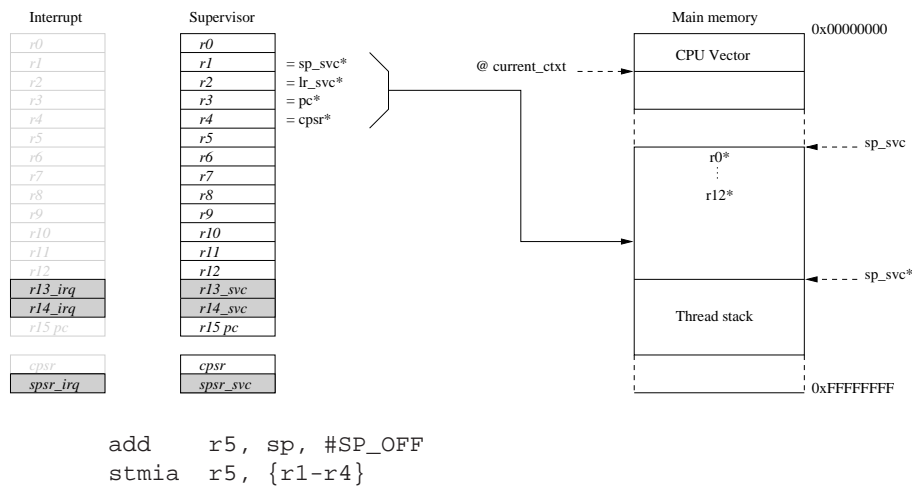 Interrupt
r0
r1
r2
r3
r4
r5
r6
r7
r8
r9
r10
r11
r12
r13_irq
r14_irq
r15 pc
cpsr
spsr_irq
Supervisor
r0
r1
r2
r3
r4
r5
r6
r7
r8
r9
r10
r11
r12
r13_svc
r14_svc
r15 pc
cpsr
spsr_svc
= sp_svc*
= lr_svc*
= pc*
= cpsr*
@ current_ctxt
Main memory
CPU Vector
r0*
r12*
Thread stack
0x00000000
sp_svc
sp_svc*
0xFFFFFFFF
add r5, sp, #SP_OFF
stmia r5, {r1-r4}